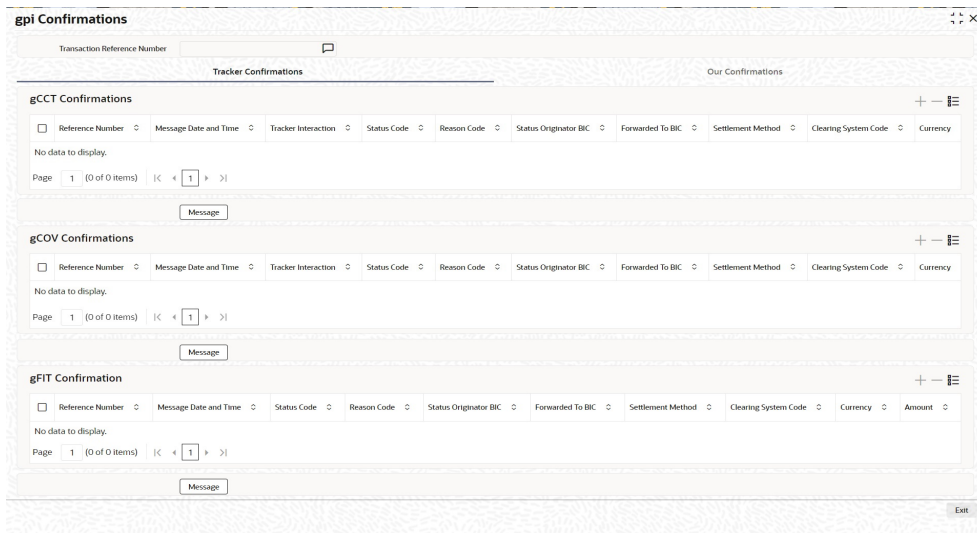 gpi Confirmations
Transaction Reference Number
Tracker Confirmations Our Confirmations
gCCT Confirmations
Reference Number Message Date and Time Tracker Interaction Status Code Reason Code Status Originator BIC Forwarded To BIC Settlement Method Clearing System Code Currency
No data to display.
Page 1 (0 of 0 items) 1
Message
gCOV Confirmations
Reference Number Message Date and Time Tracker Interaction Status Code Reason Code Status Originator BIC Forwarded To BIC Settlement Method Clearing System Code Currency
No data to display.
Page 1 (0 of 0 items) 1
Message
gFIT Confirmation
Reference Number Message Date and Time Status Code Reason Code Status Originator BIC Forwarded To BIC Settlement Method Clearing System Code Currency Amount
No data to display.
Page 1 (0 of 0 items) 1
Message
Exit